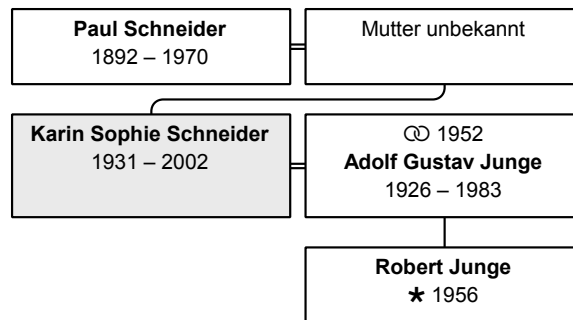 Paul Schneider
1892 – 1970
Mutter unbekannt
Karin Sophie Schneider
1931 – 2002
⚭ 1952
Adolf Gustav Junge
1926 – 1983
Robert Junge
★ 1956